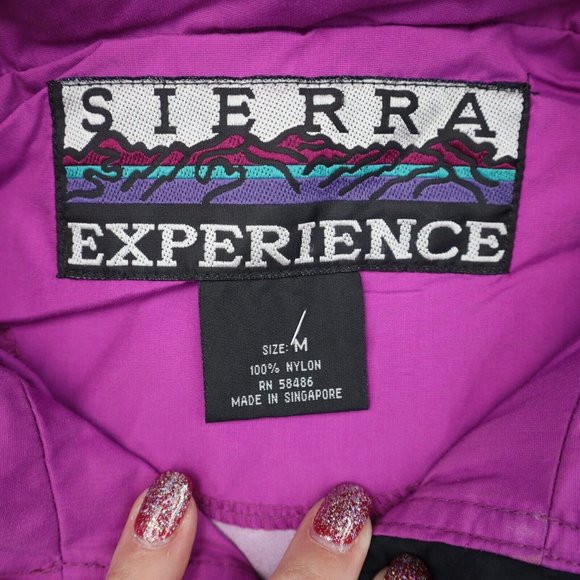 SIERRA
EXPERIENCE
SIZE: M
100% NYLON
RN 58486
MADE IN SINGAPORE